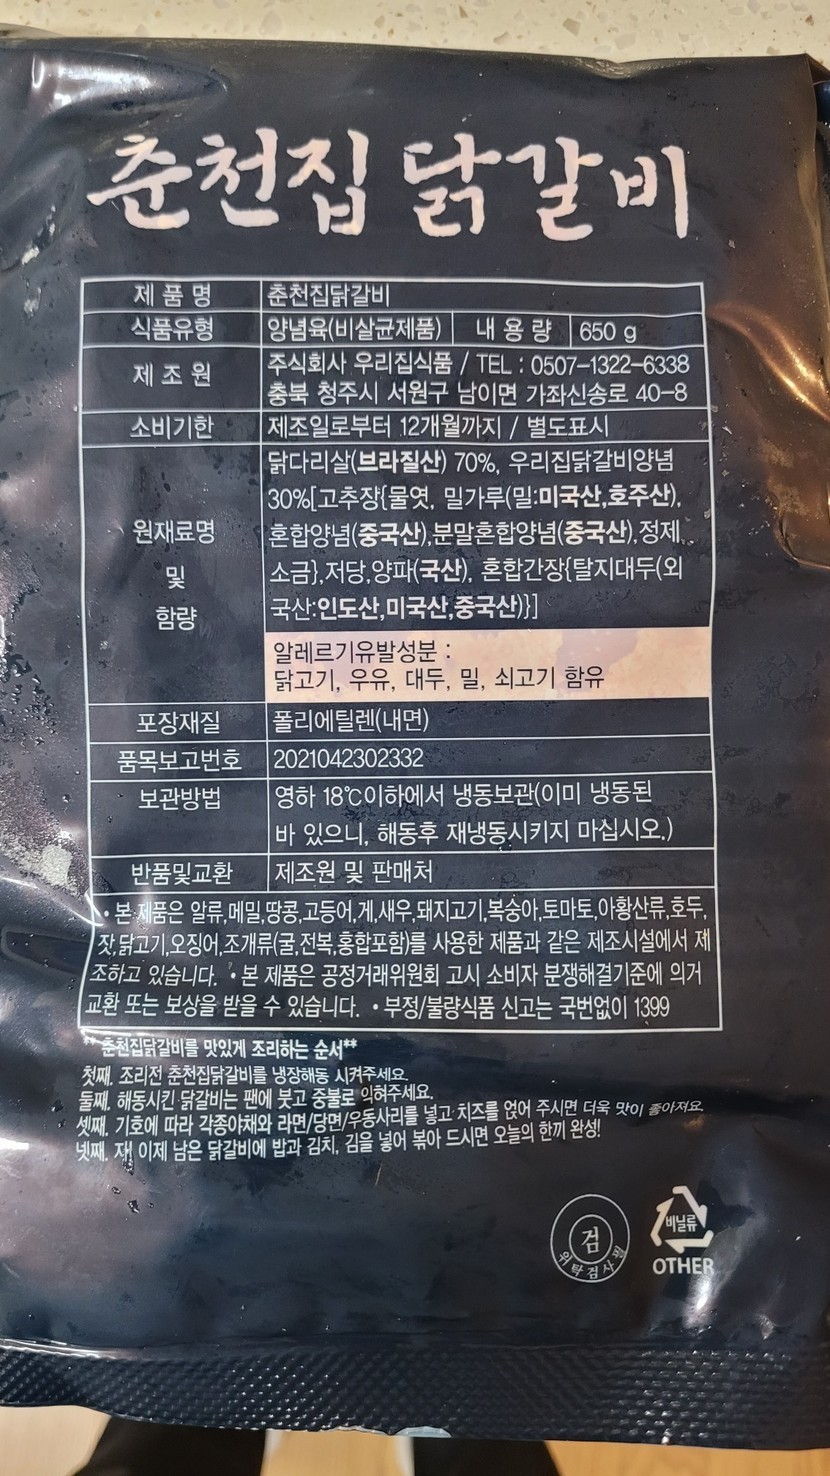 춘천집 닭갈비
제 품 명 춘천집닭갈비
식품유형 양념육(비살균제품) 내 용 량 650 g
제 조 원 주식회사 우리집식품 / TEL : 0507-1322-6338
충북 청주시 서원구 남이면 가좌신송로 40-8
소비기한 제조일로부터 12개월까지 / 별도표시
원재료명
및
함량
닭다리살(브라질산) 70%, 우리집닭갈비양념
30%[고추장{물엿, 밀가루(밀:미국산,호주산),
혼합양념(중국산),분말혼합양념(중국산),정제
소금},저당,양파(국산), 혼합간장{탈지대두(외
국산:인도산,미국산,중국산)}]
알레르기유발성분 :
닭고기, 우유, 대두, 밀, 쇠고기 함유
포장재질 폴리에틸렌(내면)
품목보고번호 2021042302332
보관방법 영하 18℃이하에서 냉동보관(이미 냉동된
바 있으니, 해동후 재냉동시키지 마십시오.)
반품및교환 제조원 및 판매처
• 본 제품은 알류,메밀,땅콩,고등어,게,새우,돼지고기,복숭아,토마토,아황산류,호두,
잣,닭고기,오징어,조개류(굴,전복,홍합포함)를 사용한 제품과 같은 제조시설에서 제
조하고 있습니다. • 본 제품은 공정거래위원회 고시 소비자 분쟁해결기준에 의거
교환 또는 보상을 받을 수 있습니다. • 부정/불량식품 신고는 국번없이 1399
** 춘천집닭갈비를 맛있게 조리하는 순서**
첫째. 조리전 춘천집닭갈비를 냉장해동 시켜주세요.
둘째. 해동시킨 닭갈비는 팬에 붓고 중불로 익혀주세요.
셋째. 기호에 따라 각종야채와 라면/당면/우동사리를 넣고 치즈를 얹어 주시면 더욱 맛이 좋아져요.
넷째. 자! 이제 남은 닭갈비에 밥과 김치, 김을 넣어 볶아 드시면 오늘의 한끼 완성!
검
위탁검사품
비닐류
OTHER